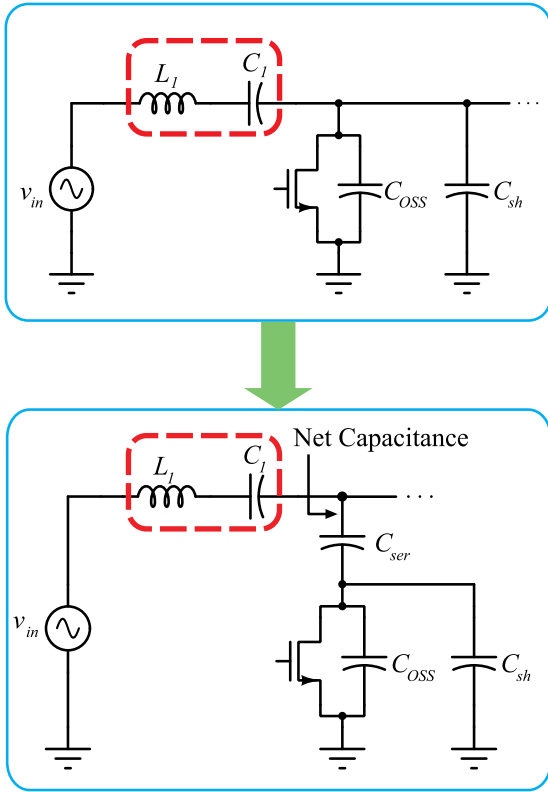 L1 C1
vin COSS Csh
...
Net Capacitance
L1 C1
...
Cser
vin COSS Csh